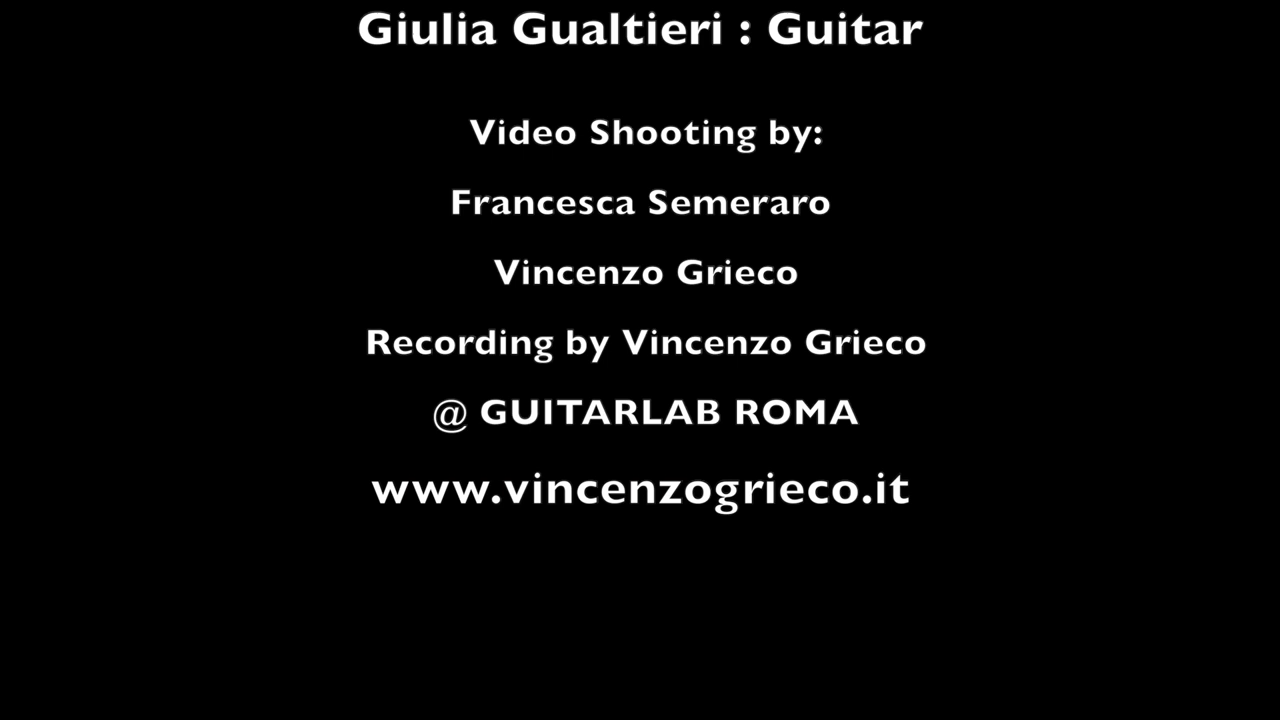 Giulia Gualtieri : Guitar
Video Shooting by:
Francesca Semeraro
Vincenzo Grieco
Recording by Vincenzo Grieco
@ GUITARLAB ROMA
www.vincenzogrieco.it